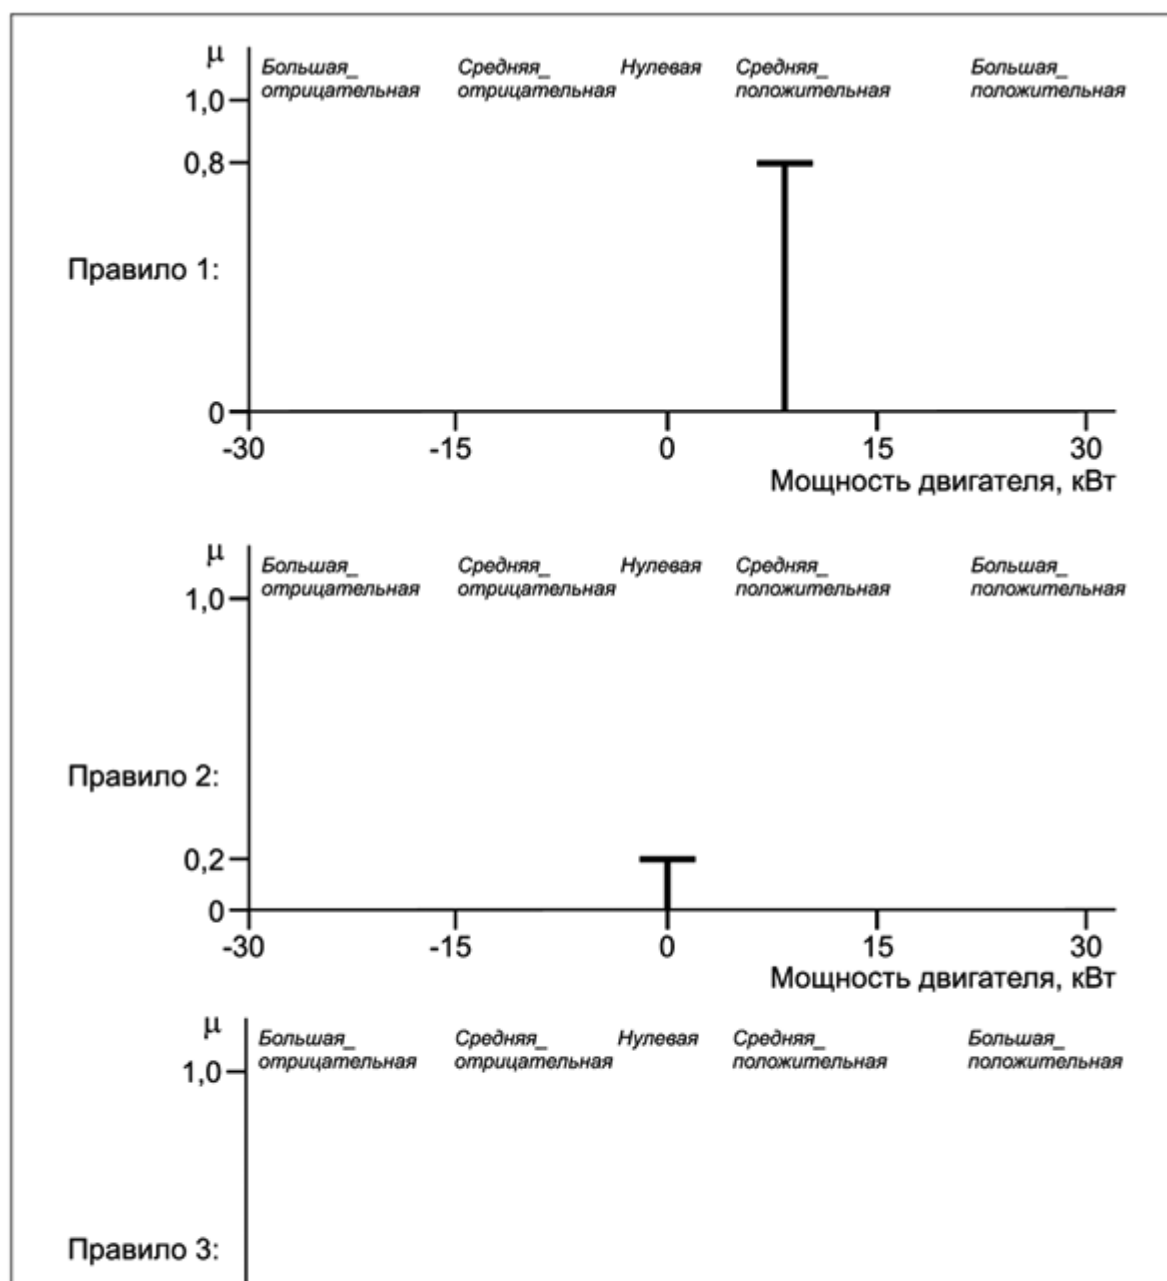 μ
Большая_ Средняя_ Нулевая Средняя_ Большая_
отрицательная отрицательная положительная положительная
1,0
0,8
Правило 1:
0
-30 -15 0 15 30
Мощность двигателя, кВт
μ
Большая_ Средняя_ Нулевая Средняя_ Большая_
отрицательная отрицательная положительная положительная
1,0
Правило 2:
0,2
0
-30 -15 0 15 30
Мощность двигателя, кВт
μ
Большая_ Средняя_ Нулевая Средняя_ Большая_
отрицательная отрицательная положительная положительная
1,0
Правило 3: